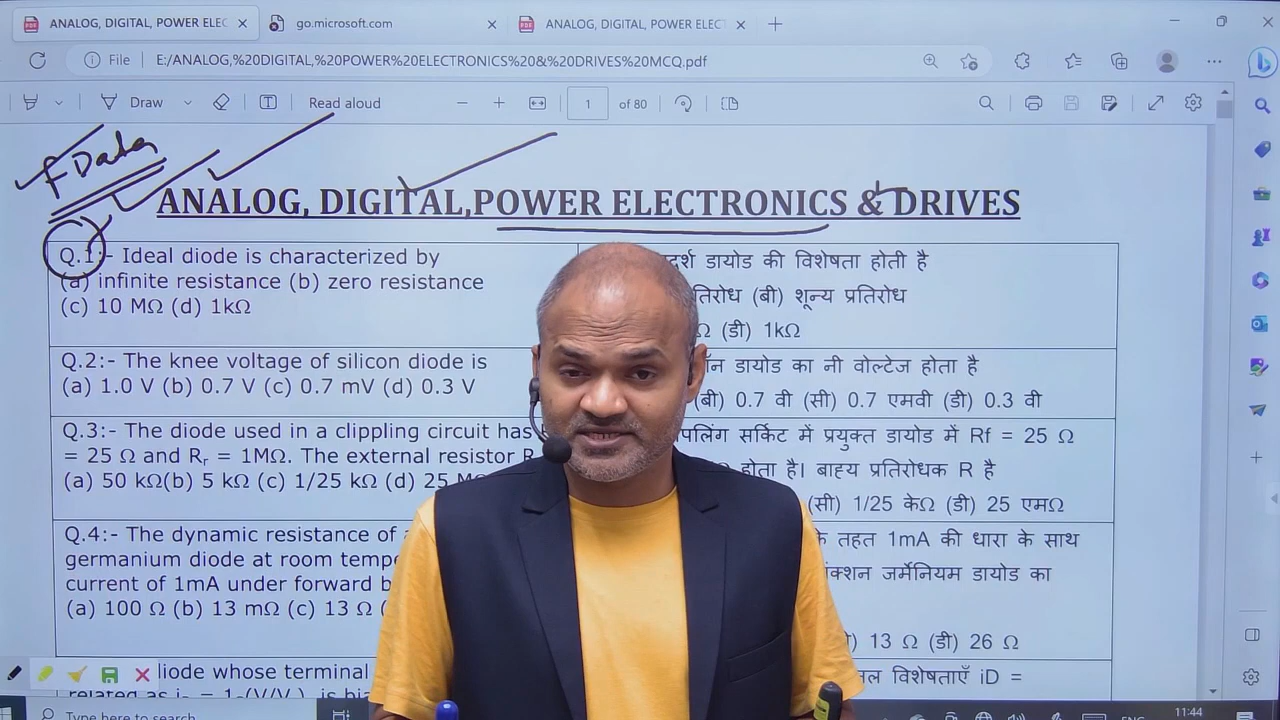 ANALOG, DIGITAL, POWER ELEC
go.microsoft.com
ANALOG, DIGITAL, POWER ELECT
File
E:/ANALOG,%20DIGITAL,%20POWER%20ELECTRONICS%20&%20DRIVES%20MCQ.pdf
Draw
Read aloud
1
of 80
F Data
ANALOG, DIGITAL,POWER ELECTRONICS & DRIVES
Q.1:- Ideal diode is characterized by
(a) infinite resistance (b) zero resistance
(c) 10 MΩ (d) 1kΩ
डायोड की विशेषता होती है
(बी) शून्य प्रतिरोध
(डी) 1kΩ
Q.2:- The knee voltage of silicon diode is
(a) 1.0 V (b) 0.7 V (c) 0.7 mV (d) 0.3 V
डायोड का नी वोल्टेज होता है
(बी) 0.7 वी (सी) 0.7 एमवी (डी) 0.3 वी
Q.3:- The diode used in a clippling circuit has
= 25 Ω and Rr = 1MΩ. The external resistor R
(a) 50 kΩ(b) 5 kΩ (c) 1/25 kΩ (d) 25
सर्किट में प्रयुक्त डायोड में Rf = 25 Ω
होता है। बाह्य प्रतिरोधक R है
(सी) 1/25 केΩ (डी) 25 एमΩ
Q.4:- The dynamic resistance of
germanium diode at room
current of 1mA under forward
(a) 100 Ω (b) 13 mΩ (c) 13 Ω
तहत 1mA की धारा के साथ
जर्मेनियम डायोड का
13 Ω (डी) 26 Ω
diode whose terminal
विशेषताएँ iD =
Type here to search
ENG
11:44